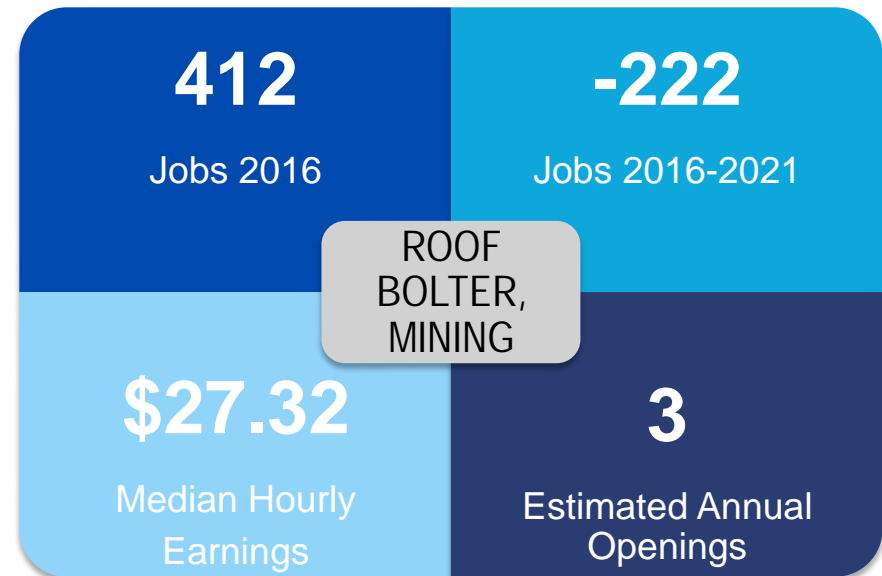 412
Jobs 2016
-222
Jobs 2016-2021
ROOF
BOLTER,
MINING
$27.32
Median Hourly
Earnings
3
Estimated Annual
Openings